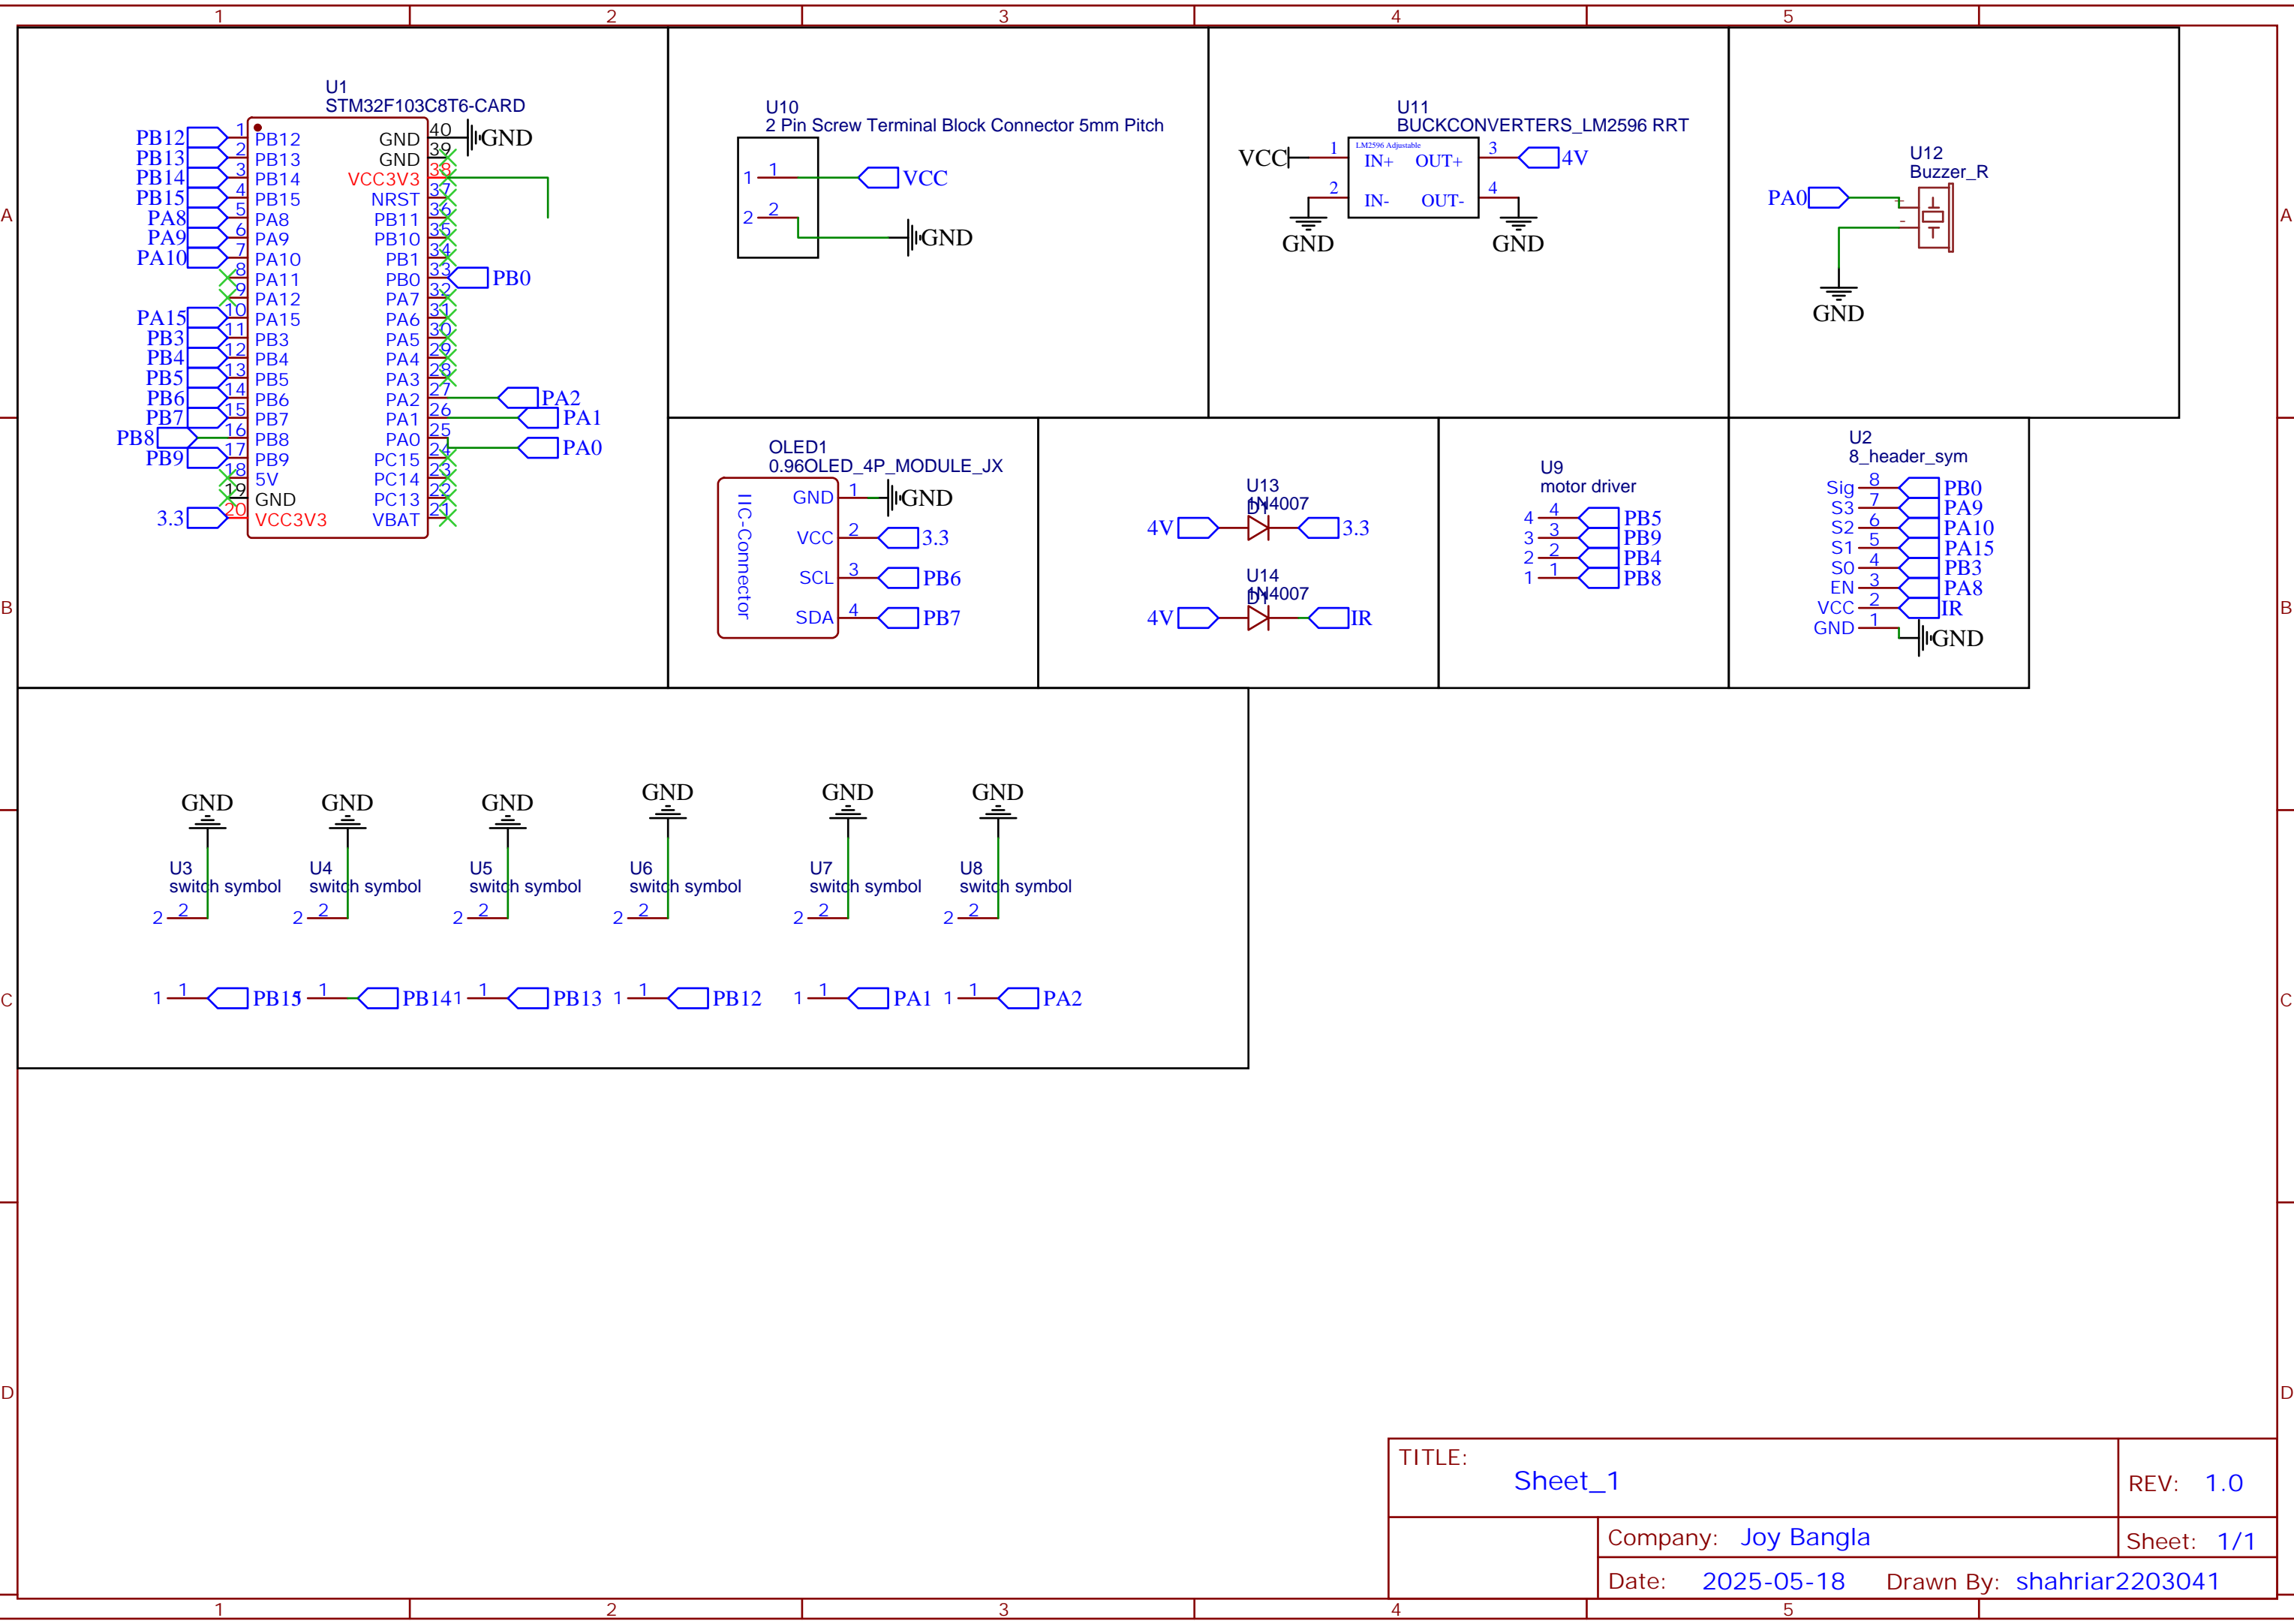 1 2 3 4 5
A
B
C
D
U1
STM32F103C8T6-CARD
PB12 1 PB12
PB13 2 PB13
PB14 3 PB14
PB15 4 PB15
PA8 5 PA8
PA9 6 PA9
PA10 7 PA10
8 PA11
9 PA12
PA15 10 PA15
PB3 11 PB3
PB4 12 PB4
PB5 13 PB5
PB6 14 PB6
PB7 15 PB7
PB8 16 PB8
PB9 17 PB9
18 5V
19 GND
3.3 20 VCC3V3
GND 40 GND
GND 39
VCC3V3 38
NRST 37
PB11 36
PB10 35
PB1 34
PB0 33 PB0
PA7 32
PA6 31
PA5 30
PA4 29
PA3 28
PA2 27 PA2
PA1 26 PA1
PA0 25 PA0
PC15 24
PC14 23
PC13 22
VBAT 21
U10
2 Pin Screw Terminal Block Connector 5mm Pitch
1 1 VCC
2 2 GND
U11
BUCKCONVERTERS_LM2596 RRT
LM2596 Adjustable
VCC 1 IN+ OUT+ 3 4V
2 IN- OUT- 4
GND GND
U12
Buzzer_R
PA0 +
-
GND
OLED1
0.96OLED_4P_MODULE_JX
IIC-Connector
GND 1 GND
VCC 2 3.3
SCL 3 PB6
SDA 4 PB7
U13
1N4007
D1
4V 3.3
U14
1N4007
D1
4V IR
U9
motor driver
4 4 PB5
3 3 PB9
2 2 PB4
1 1 PB8
U2
8_header_sym
Sig 8 PB0
S3 7 PA9
S2 6 PA10
S1 5 PA15
S0 4 PB3
EN 3 PA8
VCC 2 IR
GND 1 GND
GND GND GND GND GND GND
U3 U4 U5 U6 U7 U8
switch symbol switch symbol switch symbol switch symbol switch symbol switch symbol
2 2 2 2 2 2 2 2 2 2 2 2
1 1 PB15 1 1 PB14 1 1 PB13 1 1 PB12 1 1 PA1 1 1 PA2
TITLE:
Sheet_1
REV: 1.0
Company: Joy Bangla
Sheet: 1/1
Date: 2025-05-18 Drawn By: shahriar2203041
A
B
C
D
1 2 3 4 5